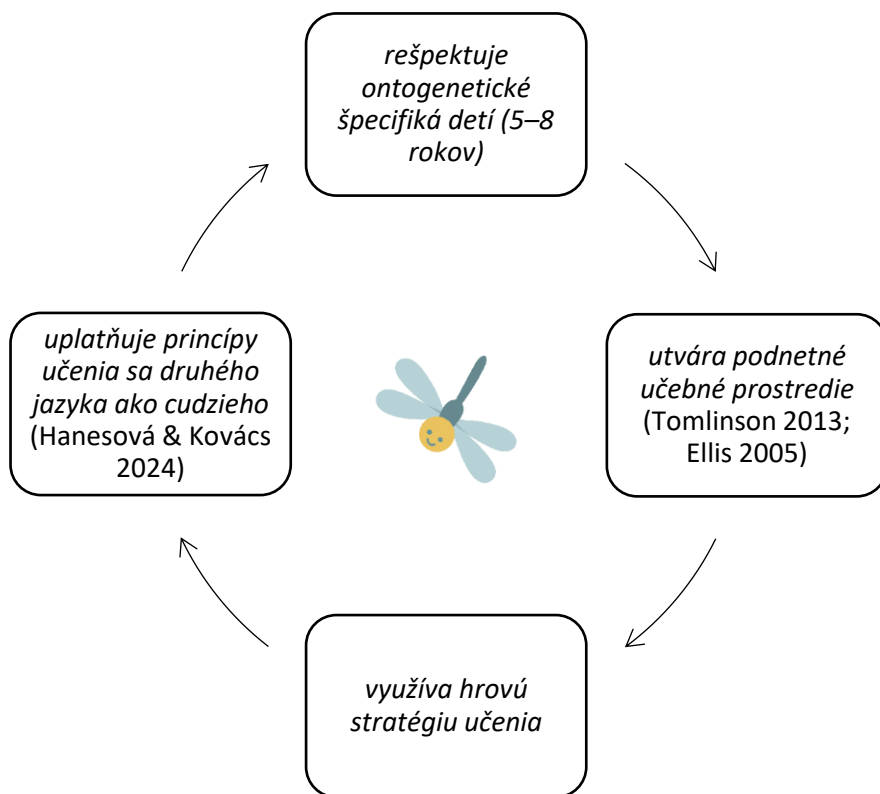 rešpektuje
ontogenetické
špecifiká detí (5–8
rokov)
utvára podnetné
učebné prostredie
(Tomlinson 2013;
Ellis 2005)
využíva hrovú
stratégiu učenia
uplatňuje princípy
učenia sa druhého
jazyka ako cudzieho
(Hanesová & Kovács
2024)